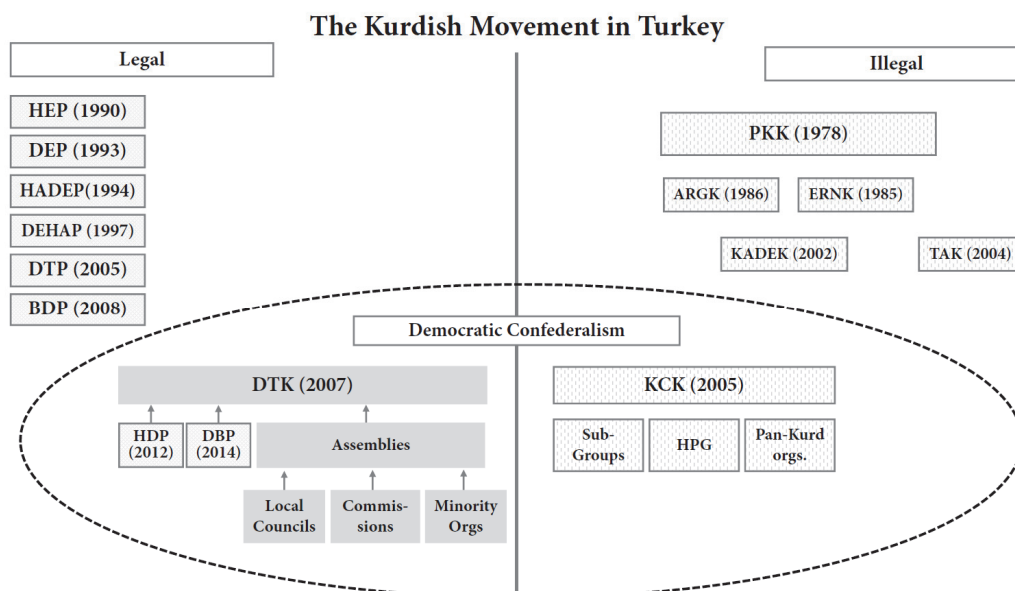 The Kurdish Movement in Turkey
Legal
Illegal
HEP (1990)
DEP (1993)
HADEP(1994)
DEHAP (1997)
DTP (2005)
BDP (2008)
PKK (1978)
ARGK (1986)
ERNK (1985)
KADEK (2002)
TAK (2004)
Democratic Confederalism
DTK (2007)
HDP
(2012)
DBP
(2014)
Assemblies
Local
Councils
Commis-
sions
Minority
Orgs
KCK (2005)
Sub-
Groups
HPG
Pan-Kurd
orgs.